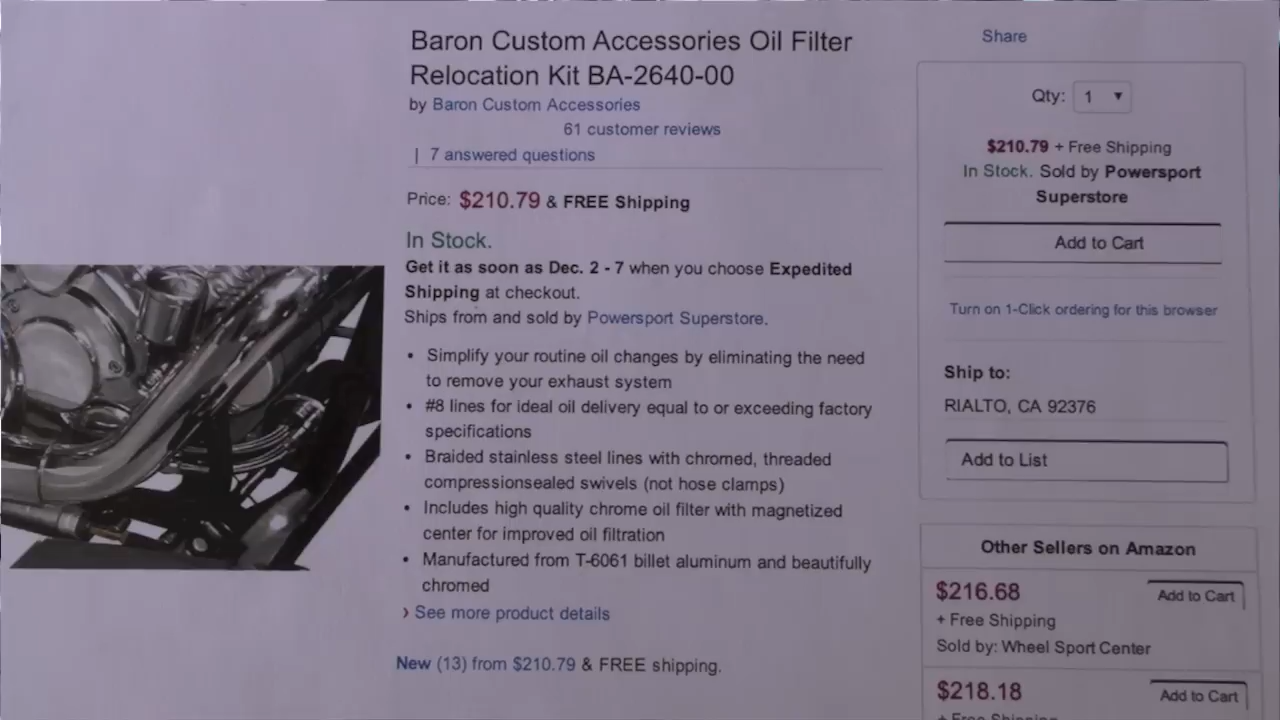 Baron Custom Accessories Oil Filter
Relocation Kit BA-2640-00
by Baron Custom Accessories
61 customer reviews
| 7 answered questions
Price: $210.79 & FREE Shipping
In Stock.
Get it as soon as Dec. 2 - 7 when you choose Expedited
Shipping at checkout.
Ships from and sold by Powersport Superstore.
• Simplify your routine oil changes by eliminating the need
to remove your exhaust system
• #8 lines for ideal oil delivery equal to or exceeding factory
specifications
• Braided stainless steel lines with chromed, threaded
compressionsealed swivels (not hose clamps)
• Includes high quality chrome oil filter with magnetized
center for improved oil filtration
• Manufactured from T-6061 billet aluminum and beautifully
chromed
› See more product details
New (13) from $210.79 & FREE shipping.
Share
Qty: 1
$210.79 + Free Shipping
In Stock. Sold by Powersport
Superstore
Add to Cart
Turn on 1-Click ordering for this browser
Ship to:
RIALTO, CA 92376
Add to List
Other Sellers on Amazon
$216.68
Add to Cart
+ Free Shipping
Sold by: Wheel Sport Center
$218.18
Add to Cart
+ Free Shipping